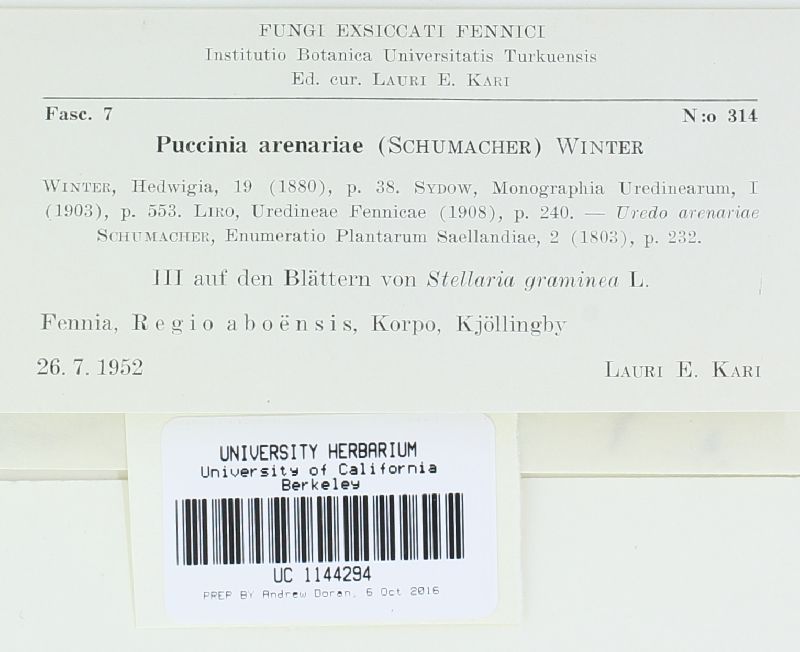 FUNGI EXSICCATI FENNICI
Institutio Botanica Universitatis Turkuensis
Ed. cur. LAURI E. KARI
Fasc. 7 N:o 314
Puccinia arenariae (SCHUMACHER) WINTER
WINTER, Hedwigia, 19 (1880), p. 38. SYDOW, Monographia Uredinearum, I
(1903), p. 553. LIRO, Uredineae Fennicae (1908), p. 240. — Uredo arenariae
SCHUMACHER, Enumeratio Plantarum Saellandiae, 2 (1803), p. 232.
III auf den Blättern von Stellaria graminea L.
Fennia, Regio aboënsis, Korpo, Kjöllingby
26. 7. 1952 LAURI E. KARI
UNIVERSITY HERBARIUM
University of California
Berkeley
UC 1144294
PREP BY Andrew Doran, 6 Oct 2016